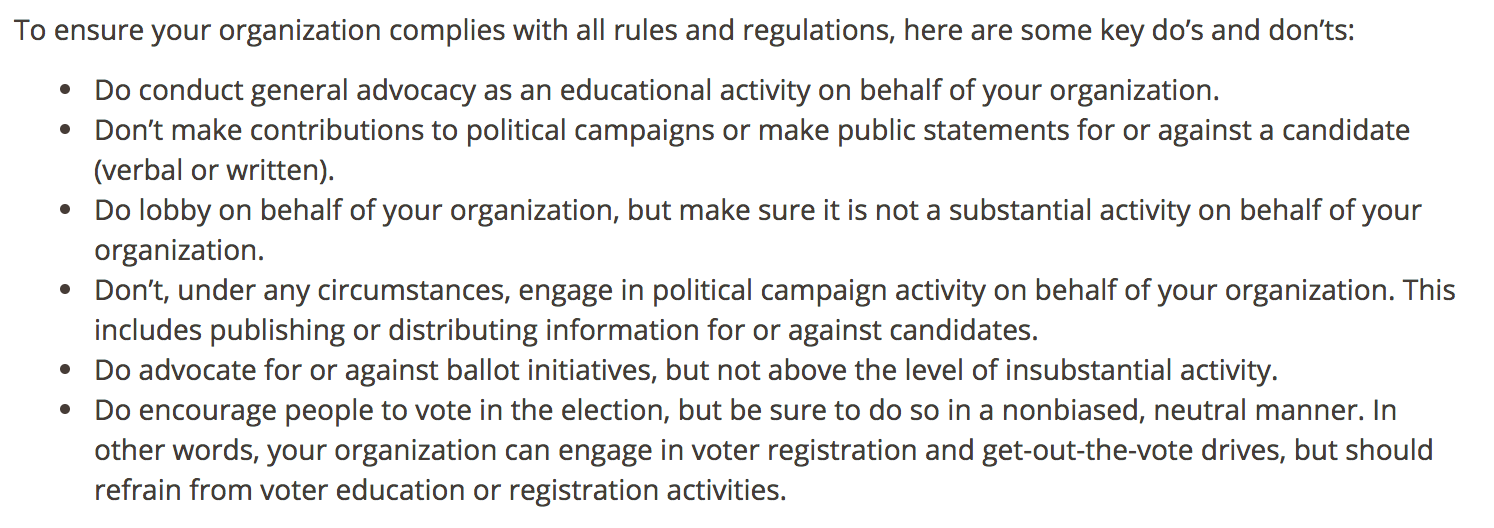 To ensure your organization complies with all rules and regulations, here are some key do’s and don’ts:
• Do conduct general advocacy as an educational activity on behalf of your organization.
• Don’t make contributions to political campaigns or make public statements for or against a candidate
(verbal or written).
• Do lobby on behalf of your organization, but make sure it is not a substantial activity on behalf of your
organization.
• Don’t, under any circumstances, engage in political campaign activity on behalf of your organization. This
includes publishing or distributing information for or against candidates.
• Do advocate for or against ballot initiatives, but not above the level of insubstantial activity.
• Do encourage people to vote in the election, but be sure to do so in a nonbiased, neutral manner. In
other words, your organization can engage in voter registration and get-out-the-vote drives, but should
refrain from voter education or registration activities.